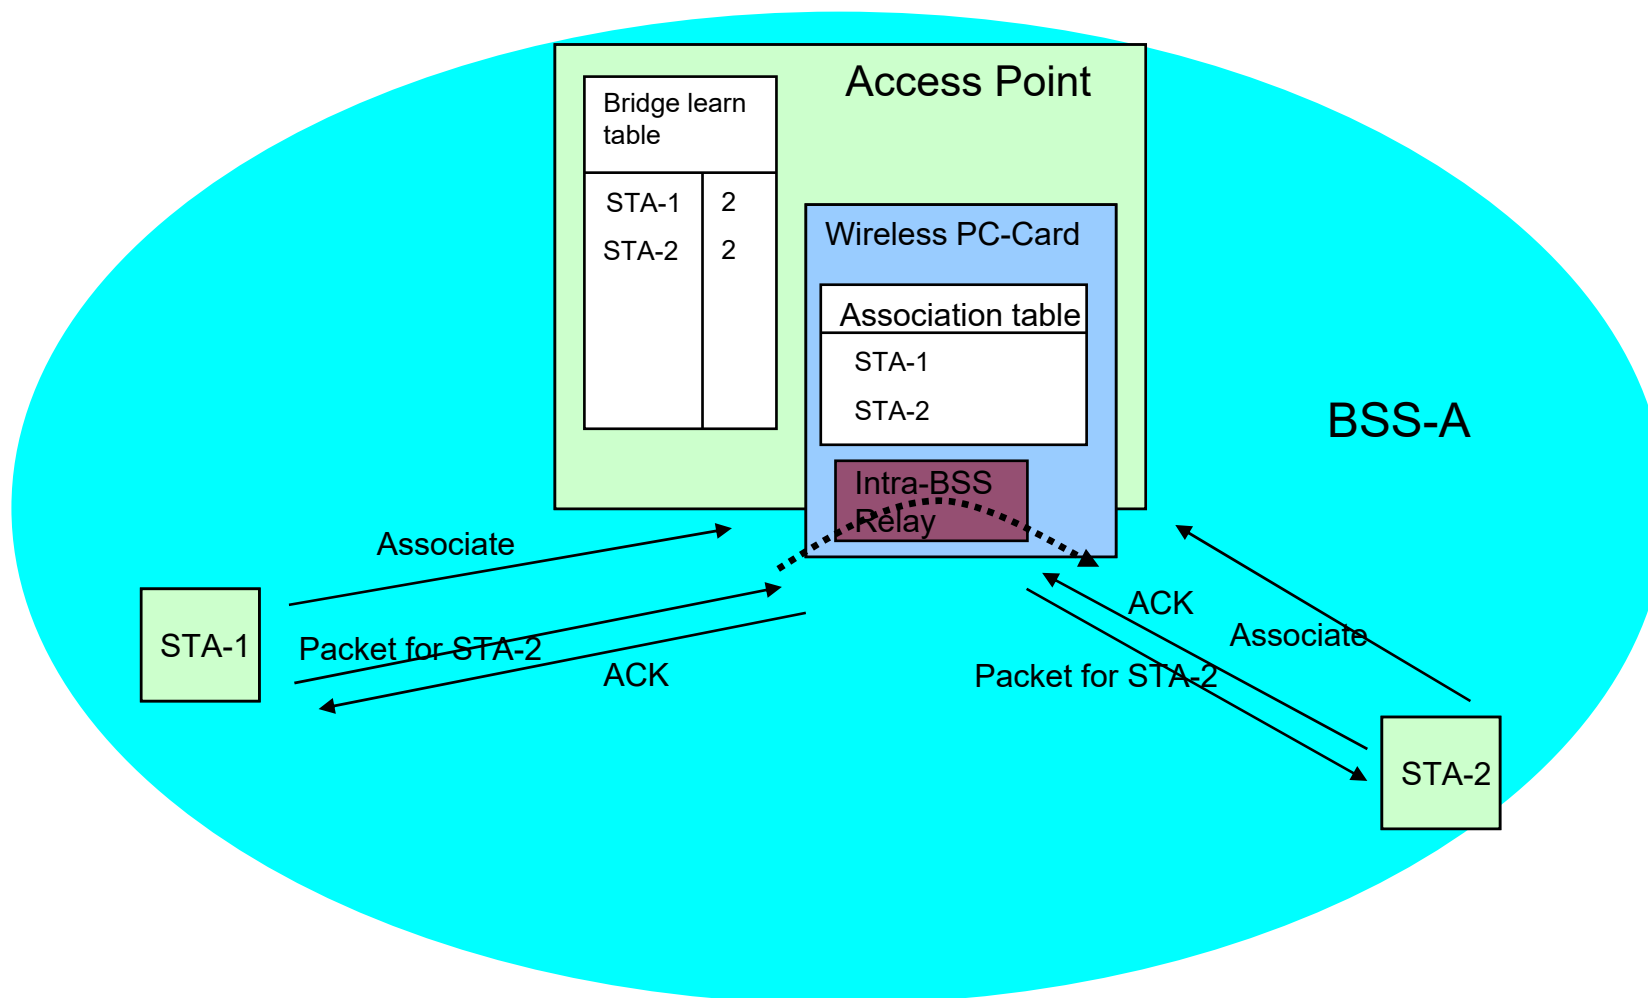 Access Point
Bridge learn
table
STA-1 2
STA-2 2
Wireless PC-Card
Association table
STA-1
STA-2
BSS-A
Intra-BSS
Relay
Associate
ACK
Associate
STA-1
Packet for STA-2
ACK
Packet for STA-2
STA-2